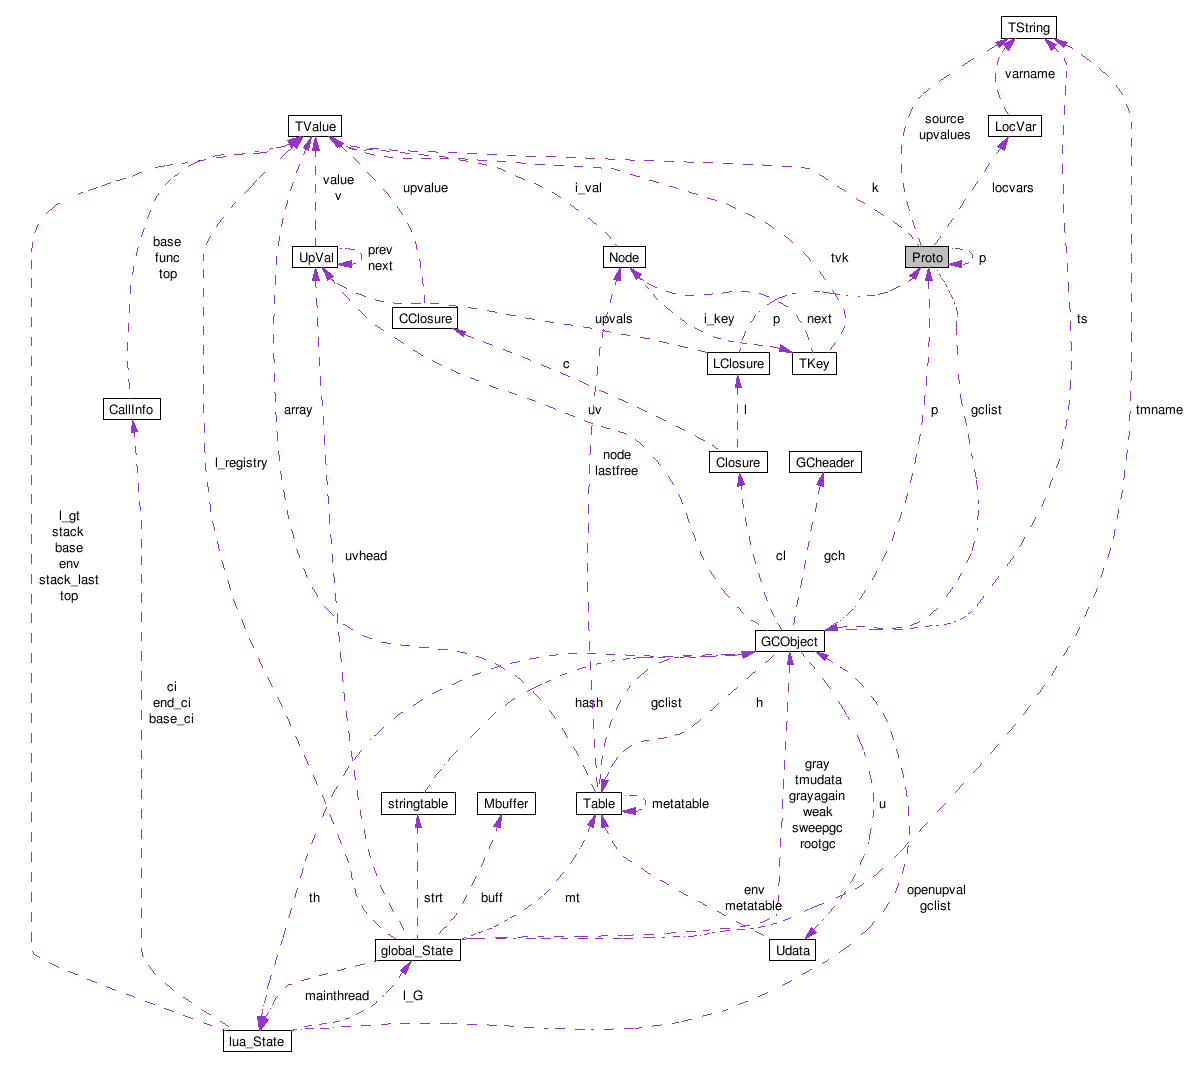 TString
varname
TValue
source
upvalues
LocVar
value
v
upvalue
i_val
k
locvars
base
func
top
UpVal
prev
next
Node
tvk
Proto
p
CClosure
upvals
i_key
p
next
ts
LClosure
TKey
c
CallInfo
array
uv
l
p
gclist
tmname
l_registry
node
lastfree
Closure
GCheader
l_gt
stack
base
env
stack_last
top
uvhead
cl
gch
GCObject
ci
end_ci
base_ci
hash
gclist
h
gray
tmudata
grayagain
weak
sweepgc
rootgc
stringtable
Mbuffer
Table
metatable
u
th
strt
buff
mt
env
metatable
openupval
gclist
global_State
Udata
mainthread
l_G
lua_State